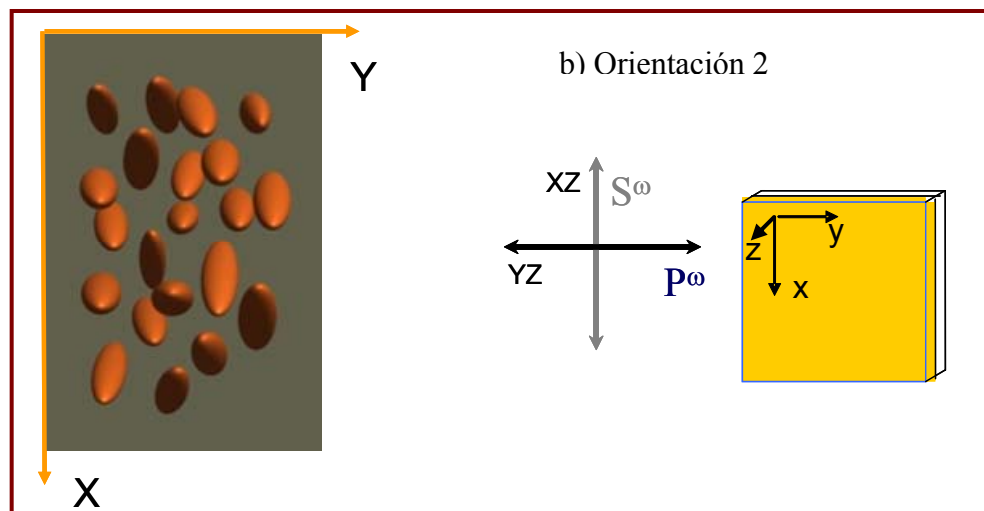 Y
X
b) Orientación 2
XZ
Sω
YZ
Pω
z
y
x